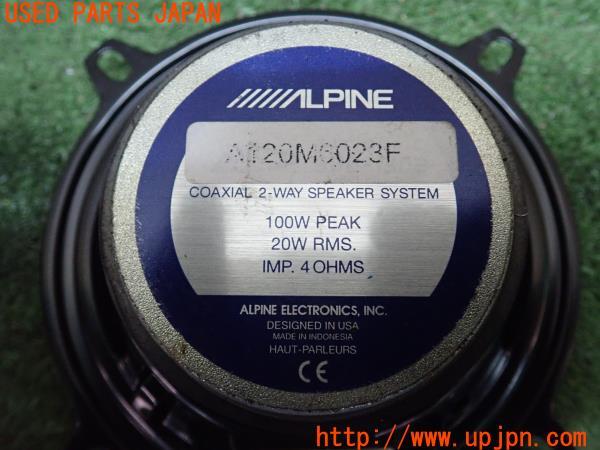 USED PARTS JAPAN
ALPINE
A120M6023F
COAXIAL 2-WAY SPEAKER SYSTEM
100W PEAK
20W RMS.
IMP. 4 OHMS
ALPINE ELECTRONICS, INC.
DESIGNED IN USA
MADE IN INDONESIA
HAUT-PARLEURS
CE
http://www.upjpn.com/